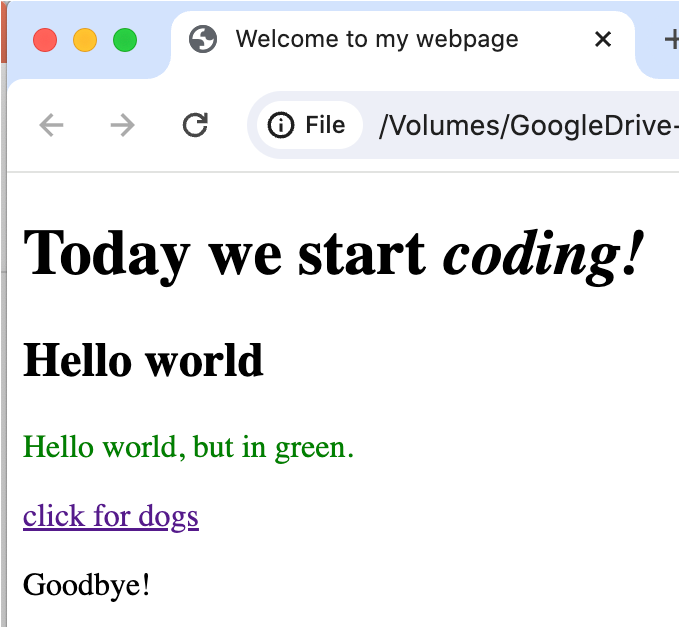 Welcome to my webpage
File /Volumes/GoogleDrive-
Today we start coding!
Hello world
Hello world, but in green.
click for dogs
Goodbye!